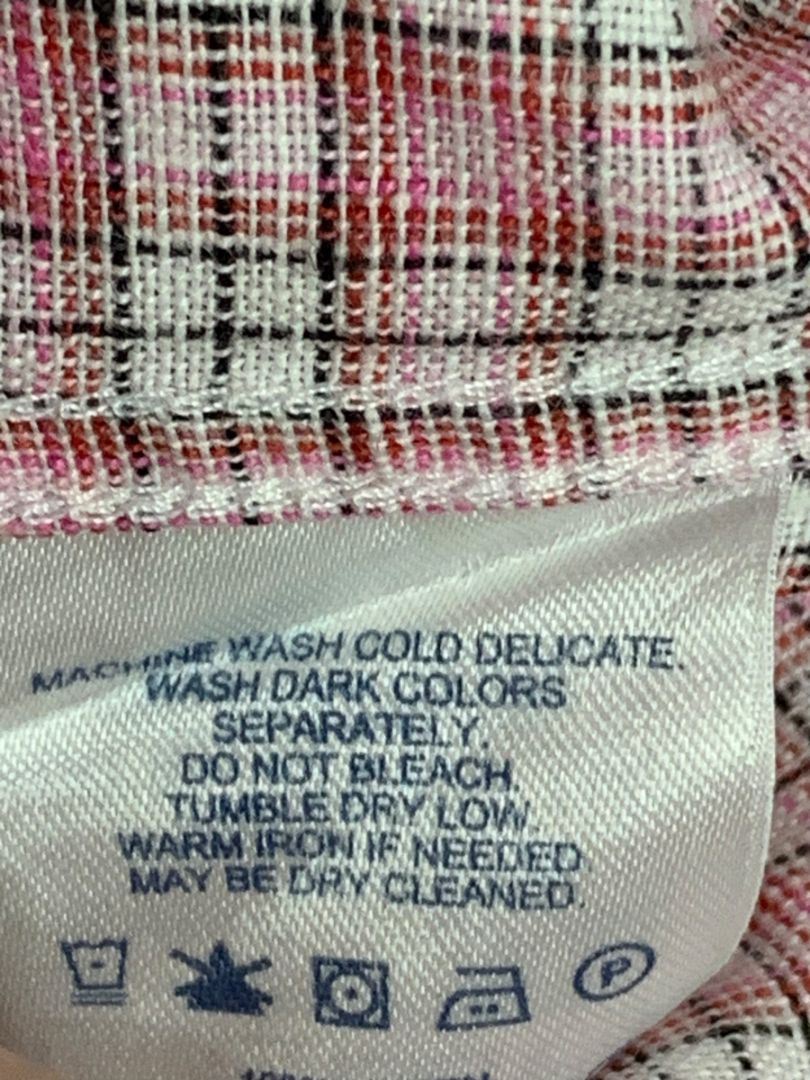 MACHINE WASH COLD DELICATE.
WASH DARK COLORS
SEPARATELY.
DO NOT BLEACH.
TUMBLE DRY LOW.
WARM IRON IF NEEDED
MAY BE DRY CLEANED.
P